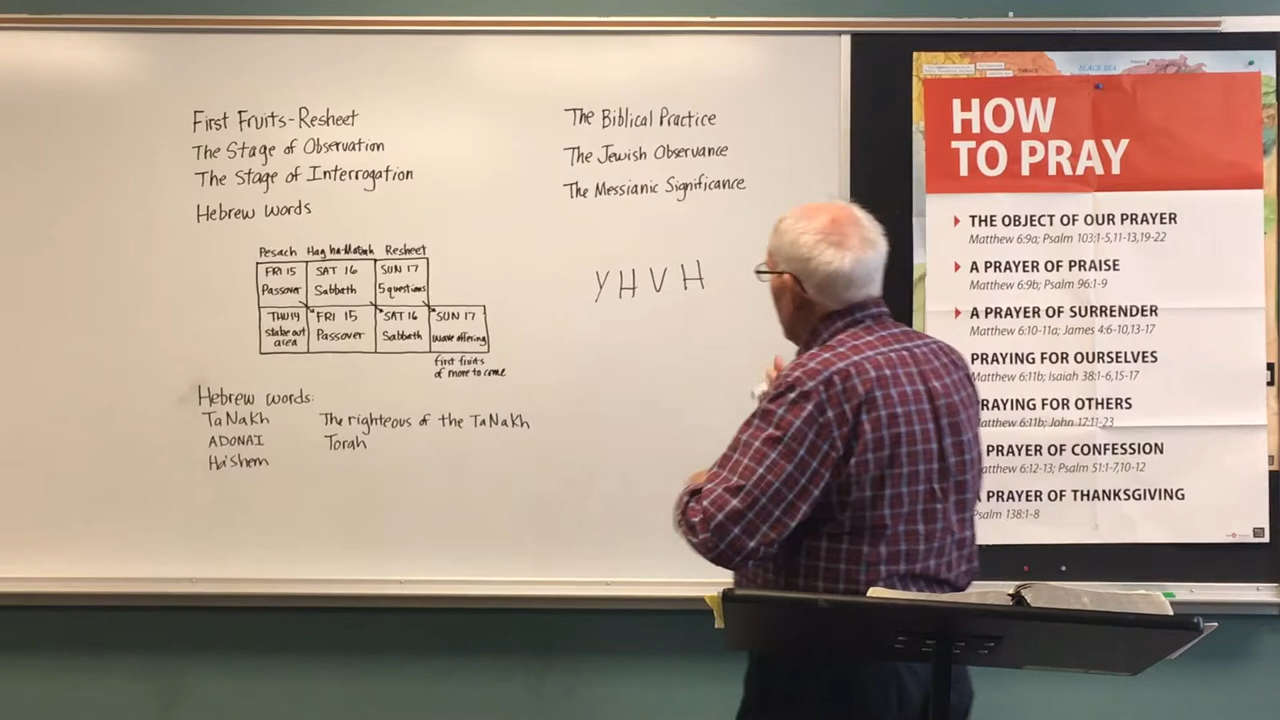 First Fruits-Resheet
The Stage of Observation
The Stage of Interrogation
Hebrew words
Pesach Hag ha-Matzah Resheet
FRI 15 SAT 16 SUN 17
Passover Sabbath 5 questions
THU 14 FRI 15 SAT 16 SUN 17
stake out area Passover Sabbath wave offering
first fruits
of more to come
Hebrew words:
TaNaKh The righteous of the TaNaKh
ADONAI Torah
Ha'Shem
The Biblical Practice
The Jewish Observance
The Messianic Significance
YHVH
BLACK SEA
THRACE
HOW
TO PRAY
THE OBJECT OF OUR PRAYER
Matthew 6:9a; Psalm 103:1-5,11-13,19-22
A PRAYER OF PRAISE
Matthew 6:9b; Psalm 96:1-9
A PRAYER OF SURRENDER
Matthew 6:10-11a; James 4:6-10,13-17
PRAYING FOR OURSELVES
Matthew 6:11b; Isaiah 38:1-6,15-17
RAYING FOR OTHERS
atthew 6:11b; John 17:11-23
PRAYER OF CONFESSION
atthew 6:12-13; Psalm 51:1-7,10-12
A PRAYER OF THANKSGIVING
Psalm 138:1-8